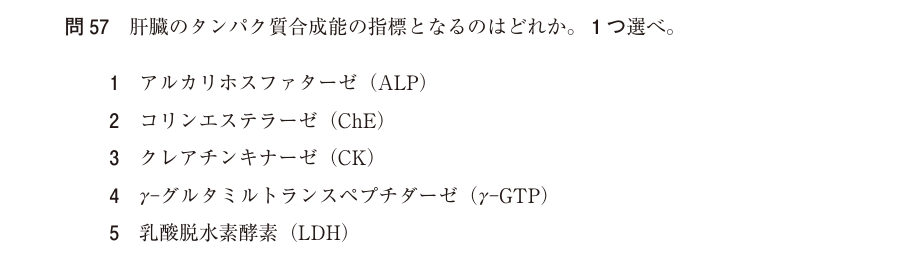 問 57　肝臓のタンパク質合成能の指標となるのはどれか。1つ選べ。
1　アルカリホスファターゼ（ALP）
2　コリンエステラーゼ（ChE）
3　クレアチンキナーゼ（CK）
4　γ-グルタミルトランスペプチダーゼ（γ-GTP）
5　乳酸脱水素酵素（LDH）